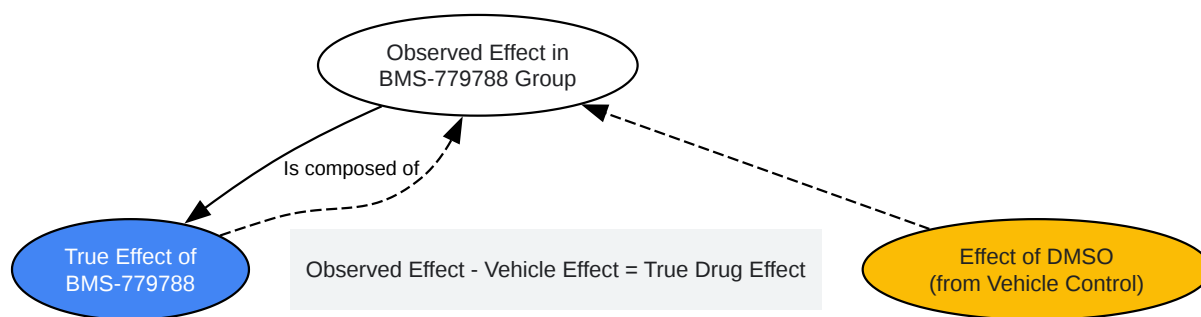 Observed Effect in
BMS-779788 Group
Is composed of
True Effect of
BMS-779788
Observed Effect - Vehicle Effect = True Drug Effect
Effect of DMSO
(from Vehicle Control)